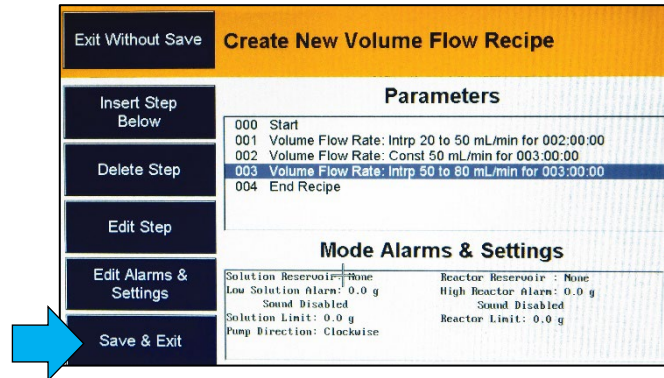 Exit Without Save
Create New Volume Flow Recipe
Insert Step
Below
Delete Step
Edit Step
Edit Alarms &
Settings
Save & Exit
Parameters
000 Start
001 Volume Flow Rate: Intrp 20 to 50 mL/min for 002:00:00
002 Volume Flow Rate: Const 50 mL/min for 003:00:00
003 Volume Flow Rate: Intrp 50 to 80 mL/min for 003:00:00
004 End Recipe
Mode Alarms & Settings
Solution Reservoir: None
Low Solution Alarm: 0.0 g
Sound Disabled
Solution Limit: 0.0 g
Pump Direction: Clockwise
Reactor Reservoir : None
High Reactor Alarm: 0.0 g
Sound Disabled
Reactor Limit: 0.0 g